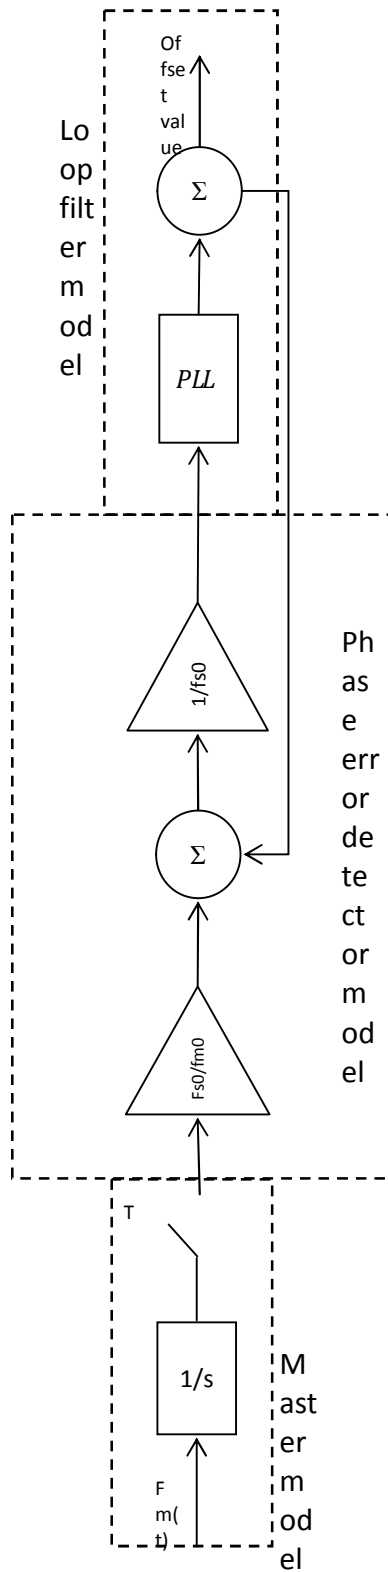 Of
fse
t
val
ue
Lo
op
filt
er
m
od
el
Σ
PLL
1/fs0
Ph
as
e
err
or
de
te
ct
or
m
od
el
Σ
Fs0/fm0
T
1/s
M
ast
er
m
od
el
F
m(
t)